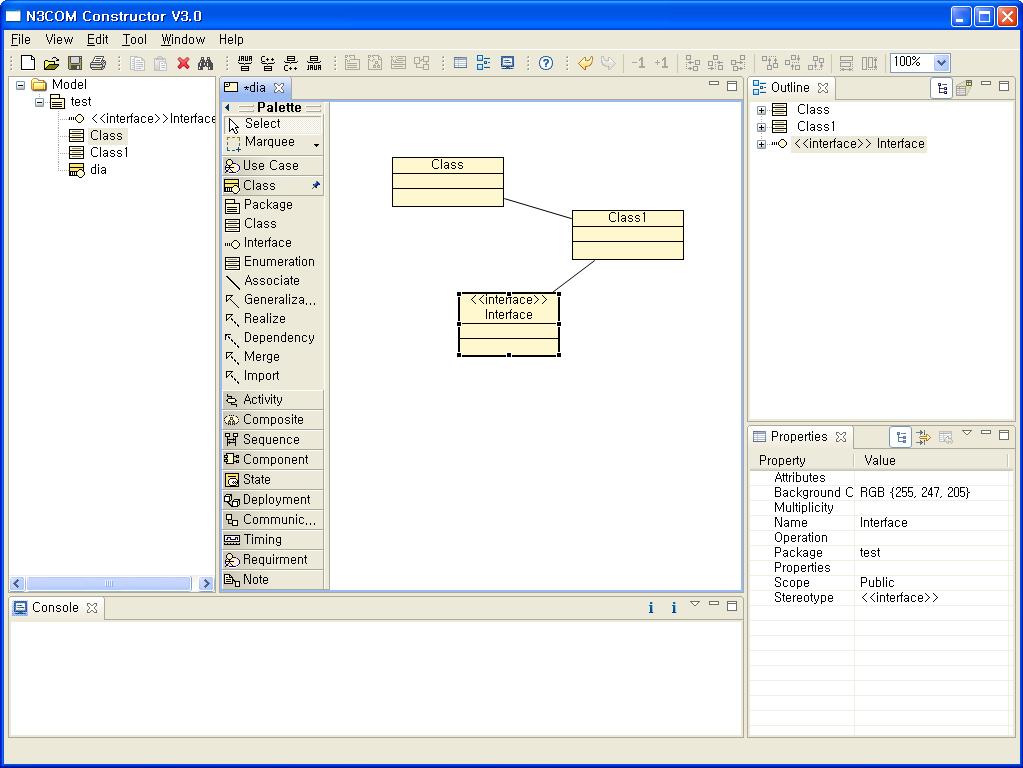 N3COM Constructor V3.0
File View Edit Tool Window Help
-1 +1 100%
Model
test
<<interface>>Interface
Class
Class1
dia
*dia
Palette
Select
Marquee
Use Case
Class
Package
Class
Interface
Enumeration
Associate
Generaliza...
Realize
Dependency
Merge
Import
Activity
Composite
Sequence
Component
State
Deployment
Communic...
Timing
Requirment
Note
Class
Class1
<<interface>>
Interface
Outline
Class
Class1
<<interface>> Interface
Properties
Property Value
Attributes
Background C RGB {255, 247, 205}
Multiplicity
Name Interface
Operation
Package test
Properties
Scope Public
Stereotype <<interface>>
Console